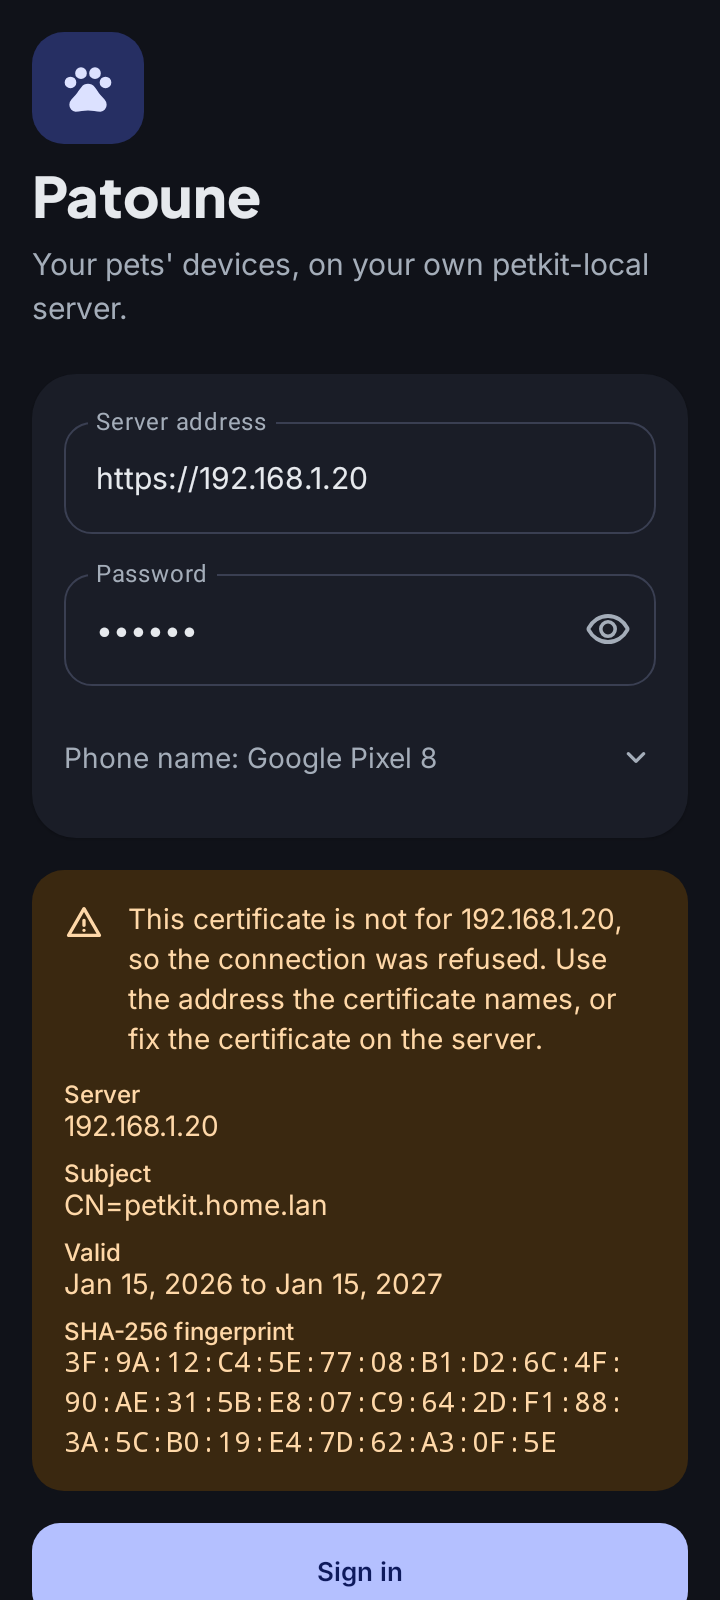 Patoune
Your pets' devices, on your own petkit-local
server.
Server address
https://192.168.1.20
Password
••••••
Phone name: Google Pixel 8
This certificate is not for 192.168.1.20,
so the connection was refused. Use
the address the certificate names, or
fix the certificate on the server.
Server
192.168.1.20
Subject
CN=petkit.home.lan
Valid
Jan 15, 2026 to Jan 15, 2027
SHA-256 fingerprint
3F:9A:12:C4:5E:77:08:B1:D2:6C:4F:
90:AE:31:5B:E8:07:C9:64:2D:F1:88:
3A:5C:B0:19:E4:7D:62:A3:0F:5E
Sign in